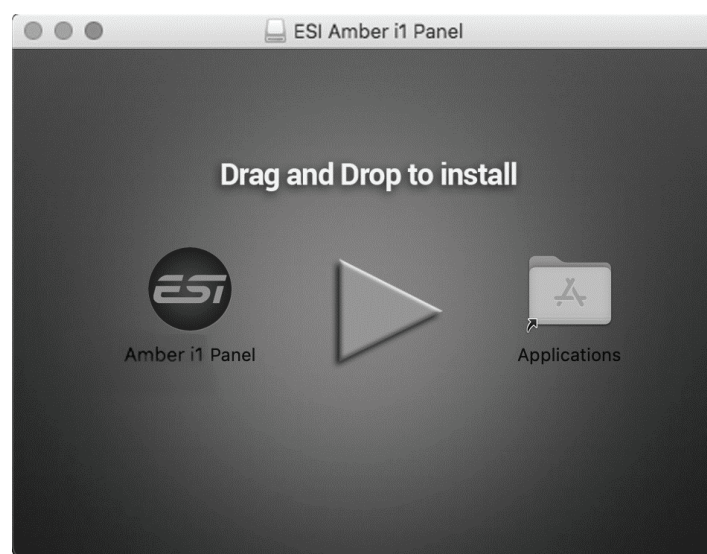 ESI Amber i1 Panel
Drag and Drop to install
ESI
Amber i1 Panel
Applications